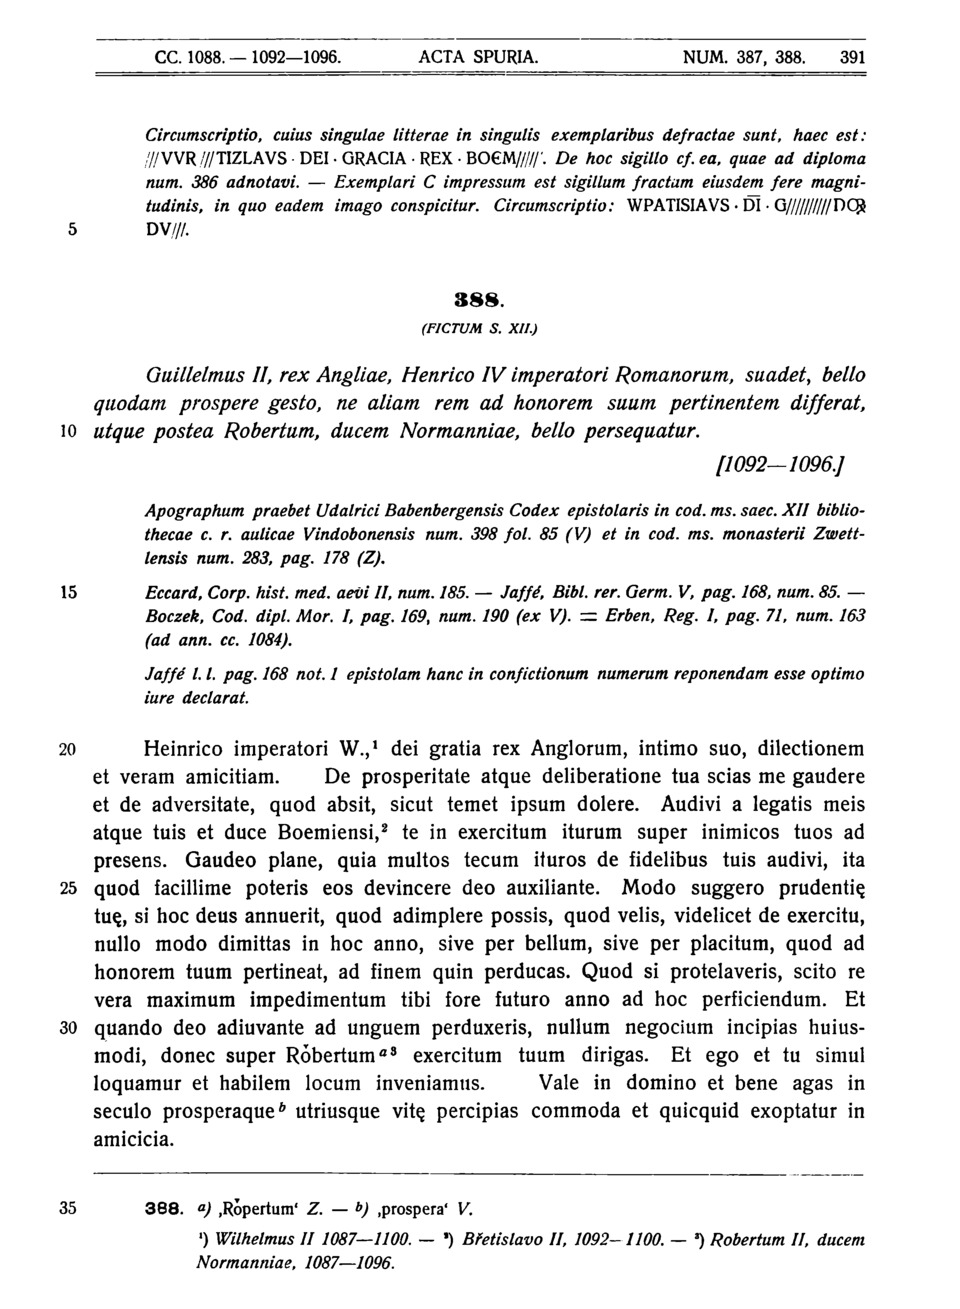 CC. 1088. — 1092—1096. ACTA SPURIA. NUM. 387, 388. 391
Circumscriptio, cuius singulae litterae in singulis exemplaribus defractae sunt, haec est:
///VVR///TIZLAVS · DEI · GRACIA · REX · BO€M/////. De hoc sigillo cf. ea, quae ad diploma
num. 386 adnotavi. — Exemplari C impressum est sigillum fractum eiusdem fere magni-
tudinis, in quo eadem imago conspicitur. Circumscriptio: WPATISIAVS · D̅I̅ · G//////////
5 DV///.
388.
(FICTUM S. XII.)
Guillelmus II, rex Angliae, Henrico IV imperatori Romanorum, suadet, bello
quodam prospere gesto, ne aliam rem ad honorem suum pertinentem differat,
10 utque postea Robertum, ducem Normanniae, bello persequatur.
[1092—1096.]
Apographum praebet Udalrici Babenbergensis Codex epistolaris in cod. ms. saec. XII biblio-
thecae c. r. aulicae Vindobonensis num. 398 fol. 85 (V) et in cod. ms. monasterii Zwett-
lensis num. 283, pag. 178 (Z).
15 Eccard, Corp. hist. med. aevi II, num. 185. — Jaffé, Bibl. rer. Germ. V, pag. 168, num. 85. —
Boczek, Cod. dipl. Mor. I, pag. 169, num. 190 (ex V). = Erben, Reg. I, pag. 71, num. 163
(ad ann. cc. 1084).
Jaffé l. l. pag. 168 not. 1 epistolam hanc in confictionum numerum reponendam esse optimo
iure declarat.
20 Heinrico imperatori W.,¹ dei gratia rex Anglorum, intimo suo, dilectionem
et veram amicitiam. De prosperitate atque deliberatione tua scias me gaudere
et de adversitate, quod absit, sicut temet ipsum dolere. Audivi a legatis meis
atque tuis et duce Boemiensi,² te in exercitum iturum super inimicos tuos ad
presens. Gaudeo plane, quia multos tecum ituros de fidelibus tuis audivi, ita
25 quod facillime poteris eos devincere deo auxiliante. Modo suggero prudentię
tuę, si hoc deus annuerit, quod adimplere possis, quod velis, videlicet de exercitu,
nullo modo dimittas in hoc anno, sive per bellum, sive per placitum, quod ad
honorem tuum pertineat, ad finem quin perducas. Quod si protelaveris, scito re
vera maximum impedimentum tibi fore futuro anno ad hoc perficiendum. Et
30 quando deo adiuvante ad unguem perduxeris, nullum negocium incipias huius-
modi, donec super Rǒbertum ᵃ ³ exercitum tuum dirigas. Et ego et tu simul
loquamur et habilem locum inveniamus. Vale in domino et bene agas in
seculo prosperaque ᵇ utriusque vitę percipias commoda et quicquid exoptatur in
amicicia.
35 388. a) ‚Rǒpertum‘ Z. — b) ‚prospera‘ V.
¹) Wilhelmus II 1087—1100. — ²) Břetislavo II, 1092–1100. — ³) Robertum II, ducem
Normanniae, 1087—1096.